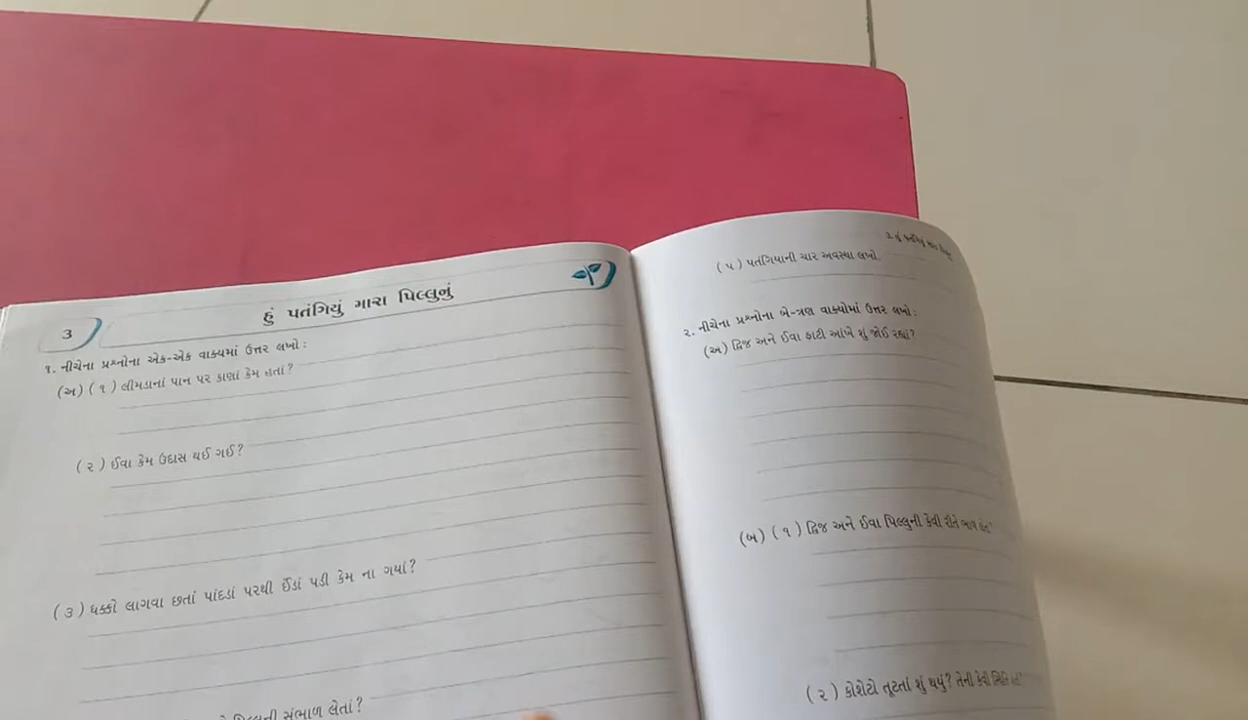 ૩
હું પતંગિયું મારા પિલ્લુનું
૧. નીચેના પ્રશ્નોના એક-એક વાક્યમાં ઉત્તર લખો :
(અ) (૧) લીમડાનાં પાન પર કાણાં કેમ હતાં?
(૨) ઈવા કેમ ઉદાસ થઈ ગઈ?
(૩) ધક્કો લાગવા છતાં પાંદડાં પરથી ઈંડાં પડી કેમ ના ગયાં?
સંભાળ લેતાં?
(૫) પતંગિયાની ચાર અવસ્થા લખો.
૨. નીચેના પ્રશ્નોના બે-ત્રણ વાક્યોમાં ઉત્તર લખો :
(અ) દ્વિજ અને ઈવા ફાટી આંખે શું જોઈ રહ્યાં?
(બ) (૧) દ્વિજ અને ઈવા પિલ્લુની કેવી રીતે
(૨) કોશેટો તૂટતાં શું થયું? તેની કેવી સ્થિતિ